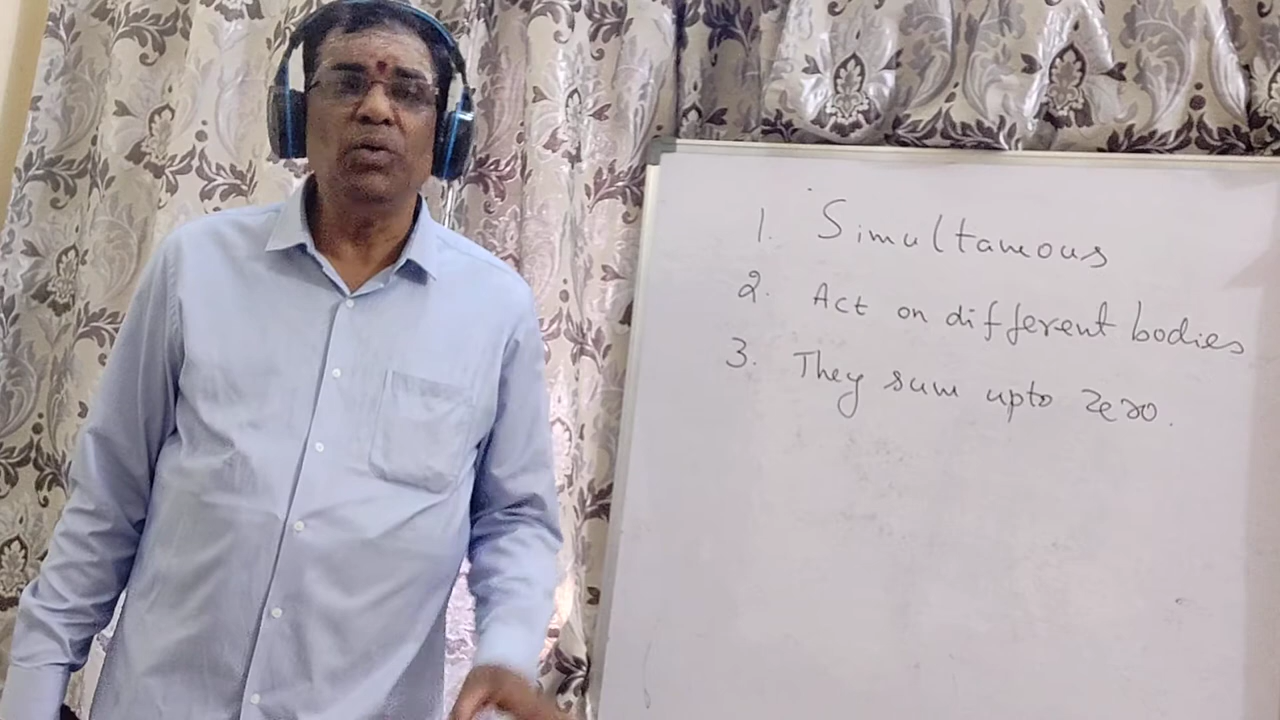 1. Simultamous
2. Act on different bodies
3. They sum upto zero.